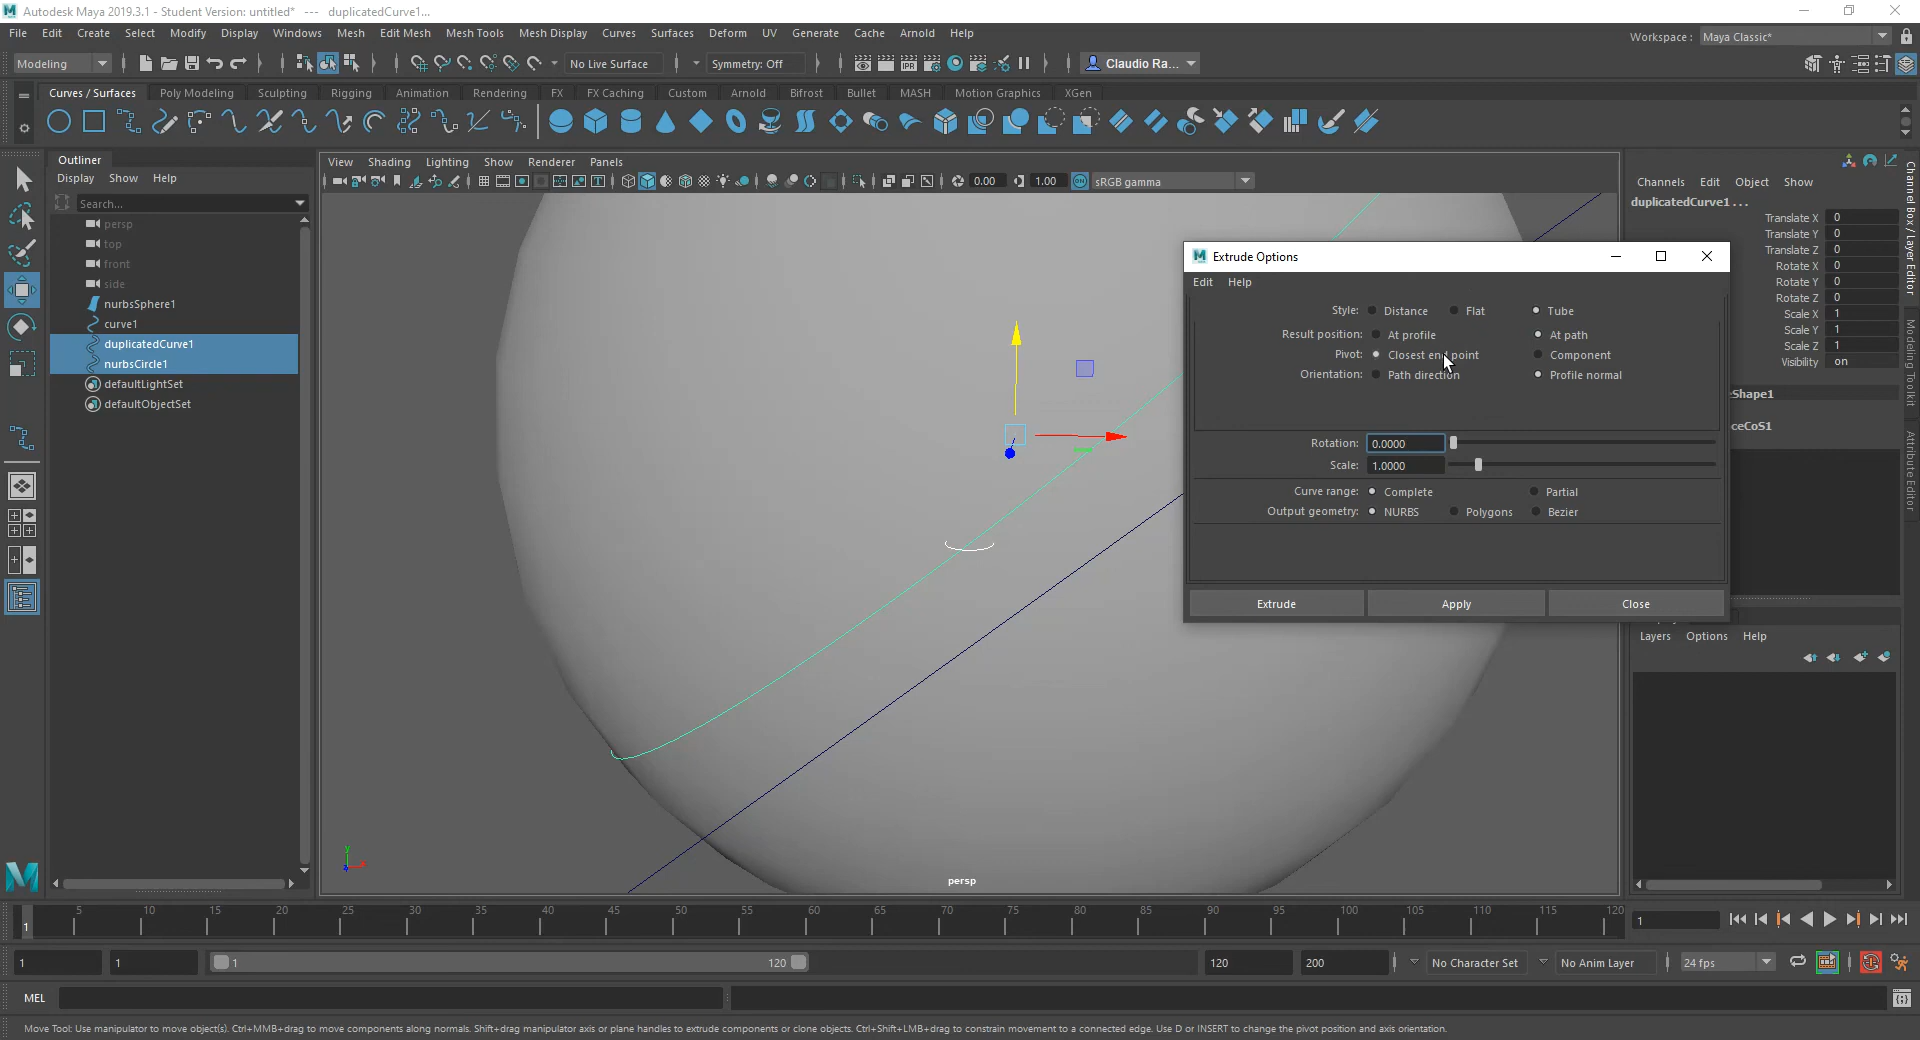 Autodesk Maya 2019.3.1 - Student Version: untitled* --- duplicatedCurve1...
File Edit Create Select Modify Display Windows Mesh Edit Mesh Mesh Tools Mesh Display Curves Surfaces Deform UV Generate Cache Arnold Help
Workspace : Maya Classic*
Modeling No Live Surface Symmetry: Off IPR Claudio Ra...
Curves / Surfaces Poly Modeling Sculpting Rigging Animation Rendering FX FX Caching Custom Arnold Bifrost Bullet MASH Motion Graphics XGen
Outliner
Display Show Help
Search...
persp
top
front
side
nurbsSphere1
curve1
duplicatedCurve1
nurbsCircle1
defaultLightSet
defaultObjectSet
View Shading Lighting Show Renderer Panels
0.00 1.00 ON sRGB gamma
Extrude Options
Edit Help
Style: Distance Flat Tube
Result position: At profile At path
Pivot: Closest end point Component
Orientation: Path direction Profile normal
Rotation: 0.0000
Scale: 1.0000
Curve range: Complete Partial
Output geometry: NURBS Polygons Bezier
Extrude Apply Close
persp
y
Channels Edit Object Show
duplicatedCurve1 ...
Translate X 0
Translate Y 0
Translate Z 0
Rotate X 0
Rotate Y 0
Rotate Z 0
Scale X 1
Scale Y 1
Scale Z 1
Visibility on
eShape1
ceCoS1
Layers Options Help
Channel Box / Layer Editor
Modeling Toolkit
Attribute Editor
5 10 15 20 25 30 35 40 45 50 55 60 65 70 75 80 85 90 95 100 105 110 115 120
1 1
1 1 1 120 120 200 No Character Set No Anim Layer 24 fps
MEL
Move Tool: Use manipulator to move object(s). Ctrl+MMB+drag to move components along normals. Shift+drag manipulator axis or plane handles to extrude components or clone objects. Ctrl+Shift+LMB+drag to constrain movement to a connected edge. Use D or INSERT to change the pivot position and axis orientation.